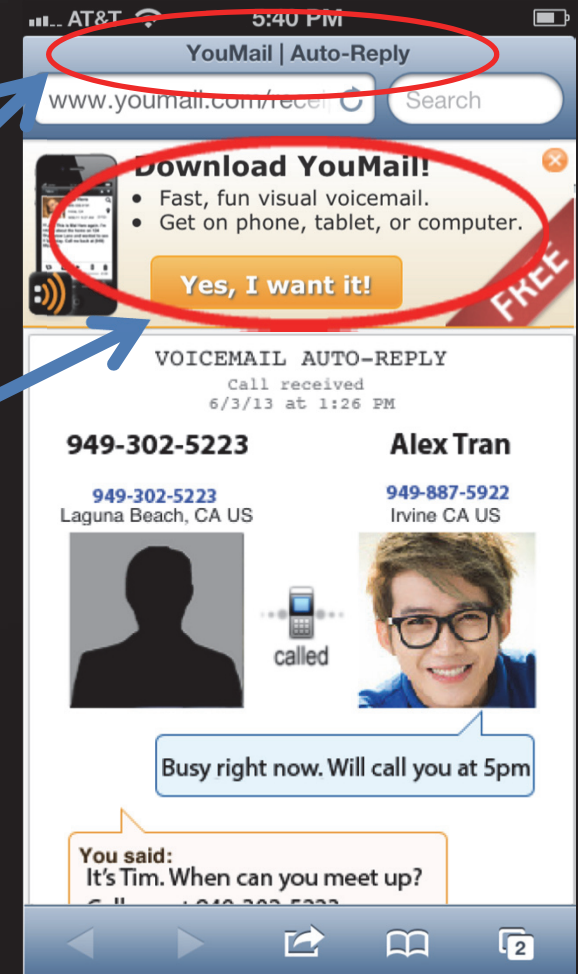 AT&T 5:40 PM
YouMail | Auto-Reply
www.youmail.com/recei Search
Download YouMail!
• Fast, fun visual voicemail.
• Get on phone, tablet, or computer.
Yes, I want it!
FREE
VOICEMAIL AUTO-REPLY
Call received
6/3/13 at 1:26 PM
949-302-5223 Alex Tran
949-302-5223 949-887-5922
Laguna Beach, CA US Irvine CA US
called
Busy right now. Will call you at 5pm
You said:
It's Tim. When can you meet up?
2